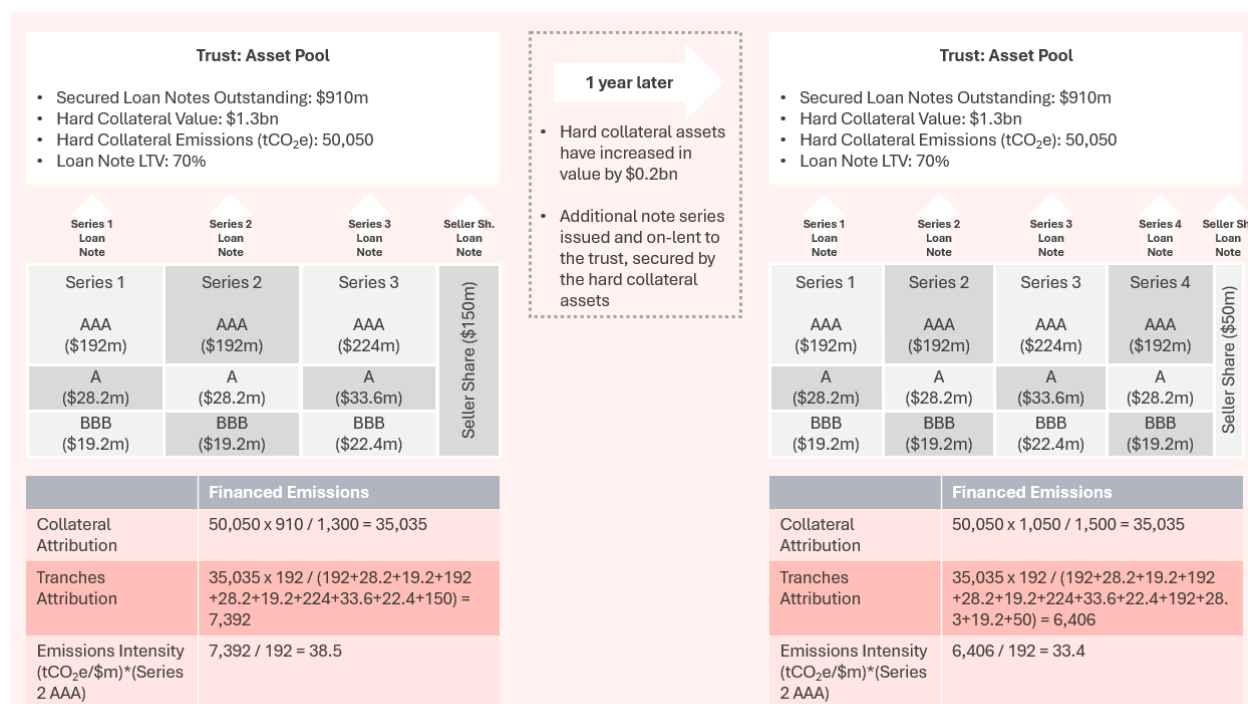 Trust: Asset Pool
• Secured Loan Notes Outstanding: $910m
• Hard Collateral Value: $1.3bn
• Hard Collateral Emissions (tCO₂e): 50,050
• Loan Note LTV: 70%
Series 1
Loan
Note
Series 2
Loan
Note
Series 3
Loan
Note
Seller Sh.
Loan
Note
Series 1
AAA
($192m)
Series 2
AAA
($192m)
Series 3
AAA
($224m)
A
($28.2m)
A
($28.2m)
A
($33.6m)
BBB
($19.2m)
BBB
($19.2m)
BBB
($22.4m)
Seller Share ($150m)
Financed Emissions
Collateral
Attribution
50,050 x 910 / 1,300 = 35,035
Tranches
Attribution
35,035 x 192 / (192+28.2+19.2+192
+28.2+19.2+224+33.6+22.4+150) =
7,392
Emissions Intensity
(tCO₂e/$m)*(Series
2 AAA)
7,392 / 192 = 38.5
1 year later
• Hard collateral assets
have increased in
value by $0.2bn
• Additional note series
issued and on-lent to
the trust, secured by
the hard collateral
assets
Trust: Asset Pool
• Secured Loan Notes Outstanding: $910m
• Hard Collateral Value: $1.3bn
• Hard Collateral Emissions (tCO₂e): 50,050
• Loan Note LTV: 70%
Series 1
Loan
Note
Series 2
Loan
Note
Series 3
Loan
Note
Series 4
Loan
Note
Seller Sh
Loan
Note
Series 1
AAA
($192m)
Series 2
AAA
($192m)
Series 3
AAA
($224m)
Series 4
AAA
($192m)
A
($28.2m)
A
($28.2m)
A
($33.6m)
A
($28.2m)
BBB
($19.2m)
BBB
($19.2m)
BBB
($22.4m)
BBB
($19.2m)
Seller Share ($50m)
Financed Emissions
Collateral
Attribution
50,050 x 1,050 / 1,500 = 35,035
Tranches
Attribution
35,035 x 192 / (192+28.2+19.2+192
+28.2+19.2+224+33.6+22.4+192+28.
3+19.2+50) = 6,406
Emissions Intensity
(tCO₂e/$m)*(Series
2 AAA)
6,406 / 192 = 33.4